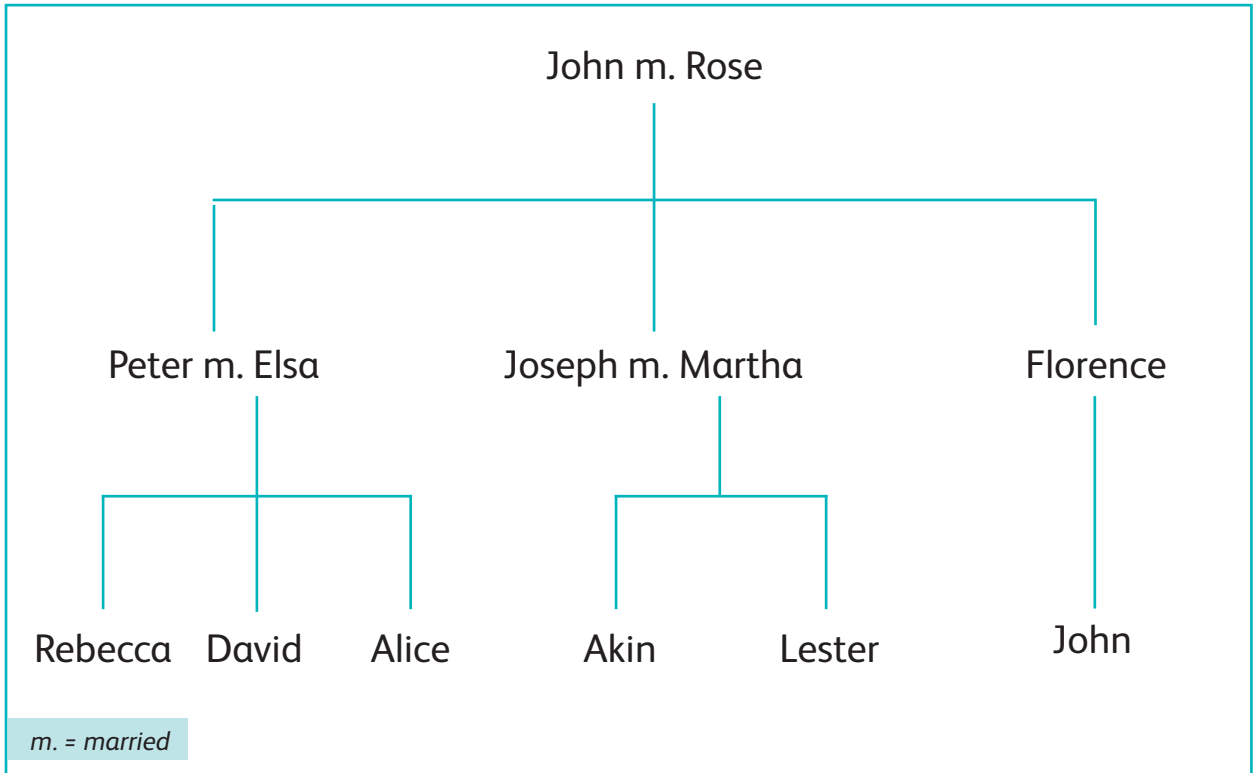 John m. Rose
Peter m. Elsa Joseph m. Martha Florence
Rebecca David Alice Akin Lester John
m. = married